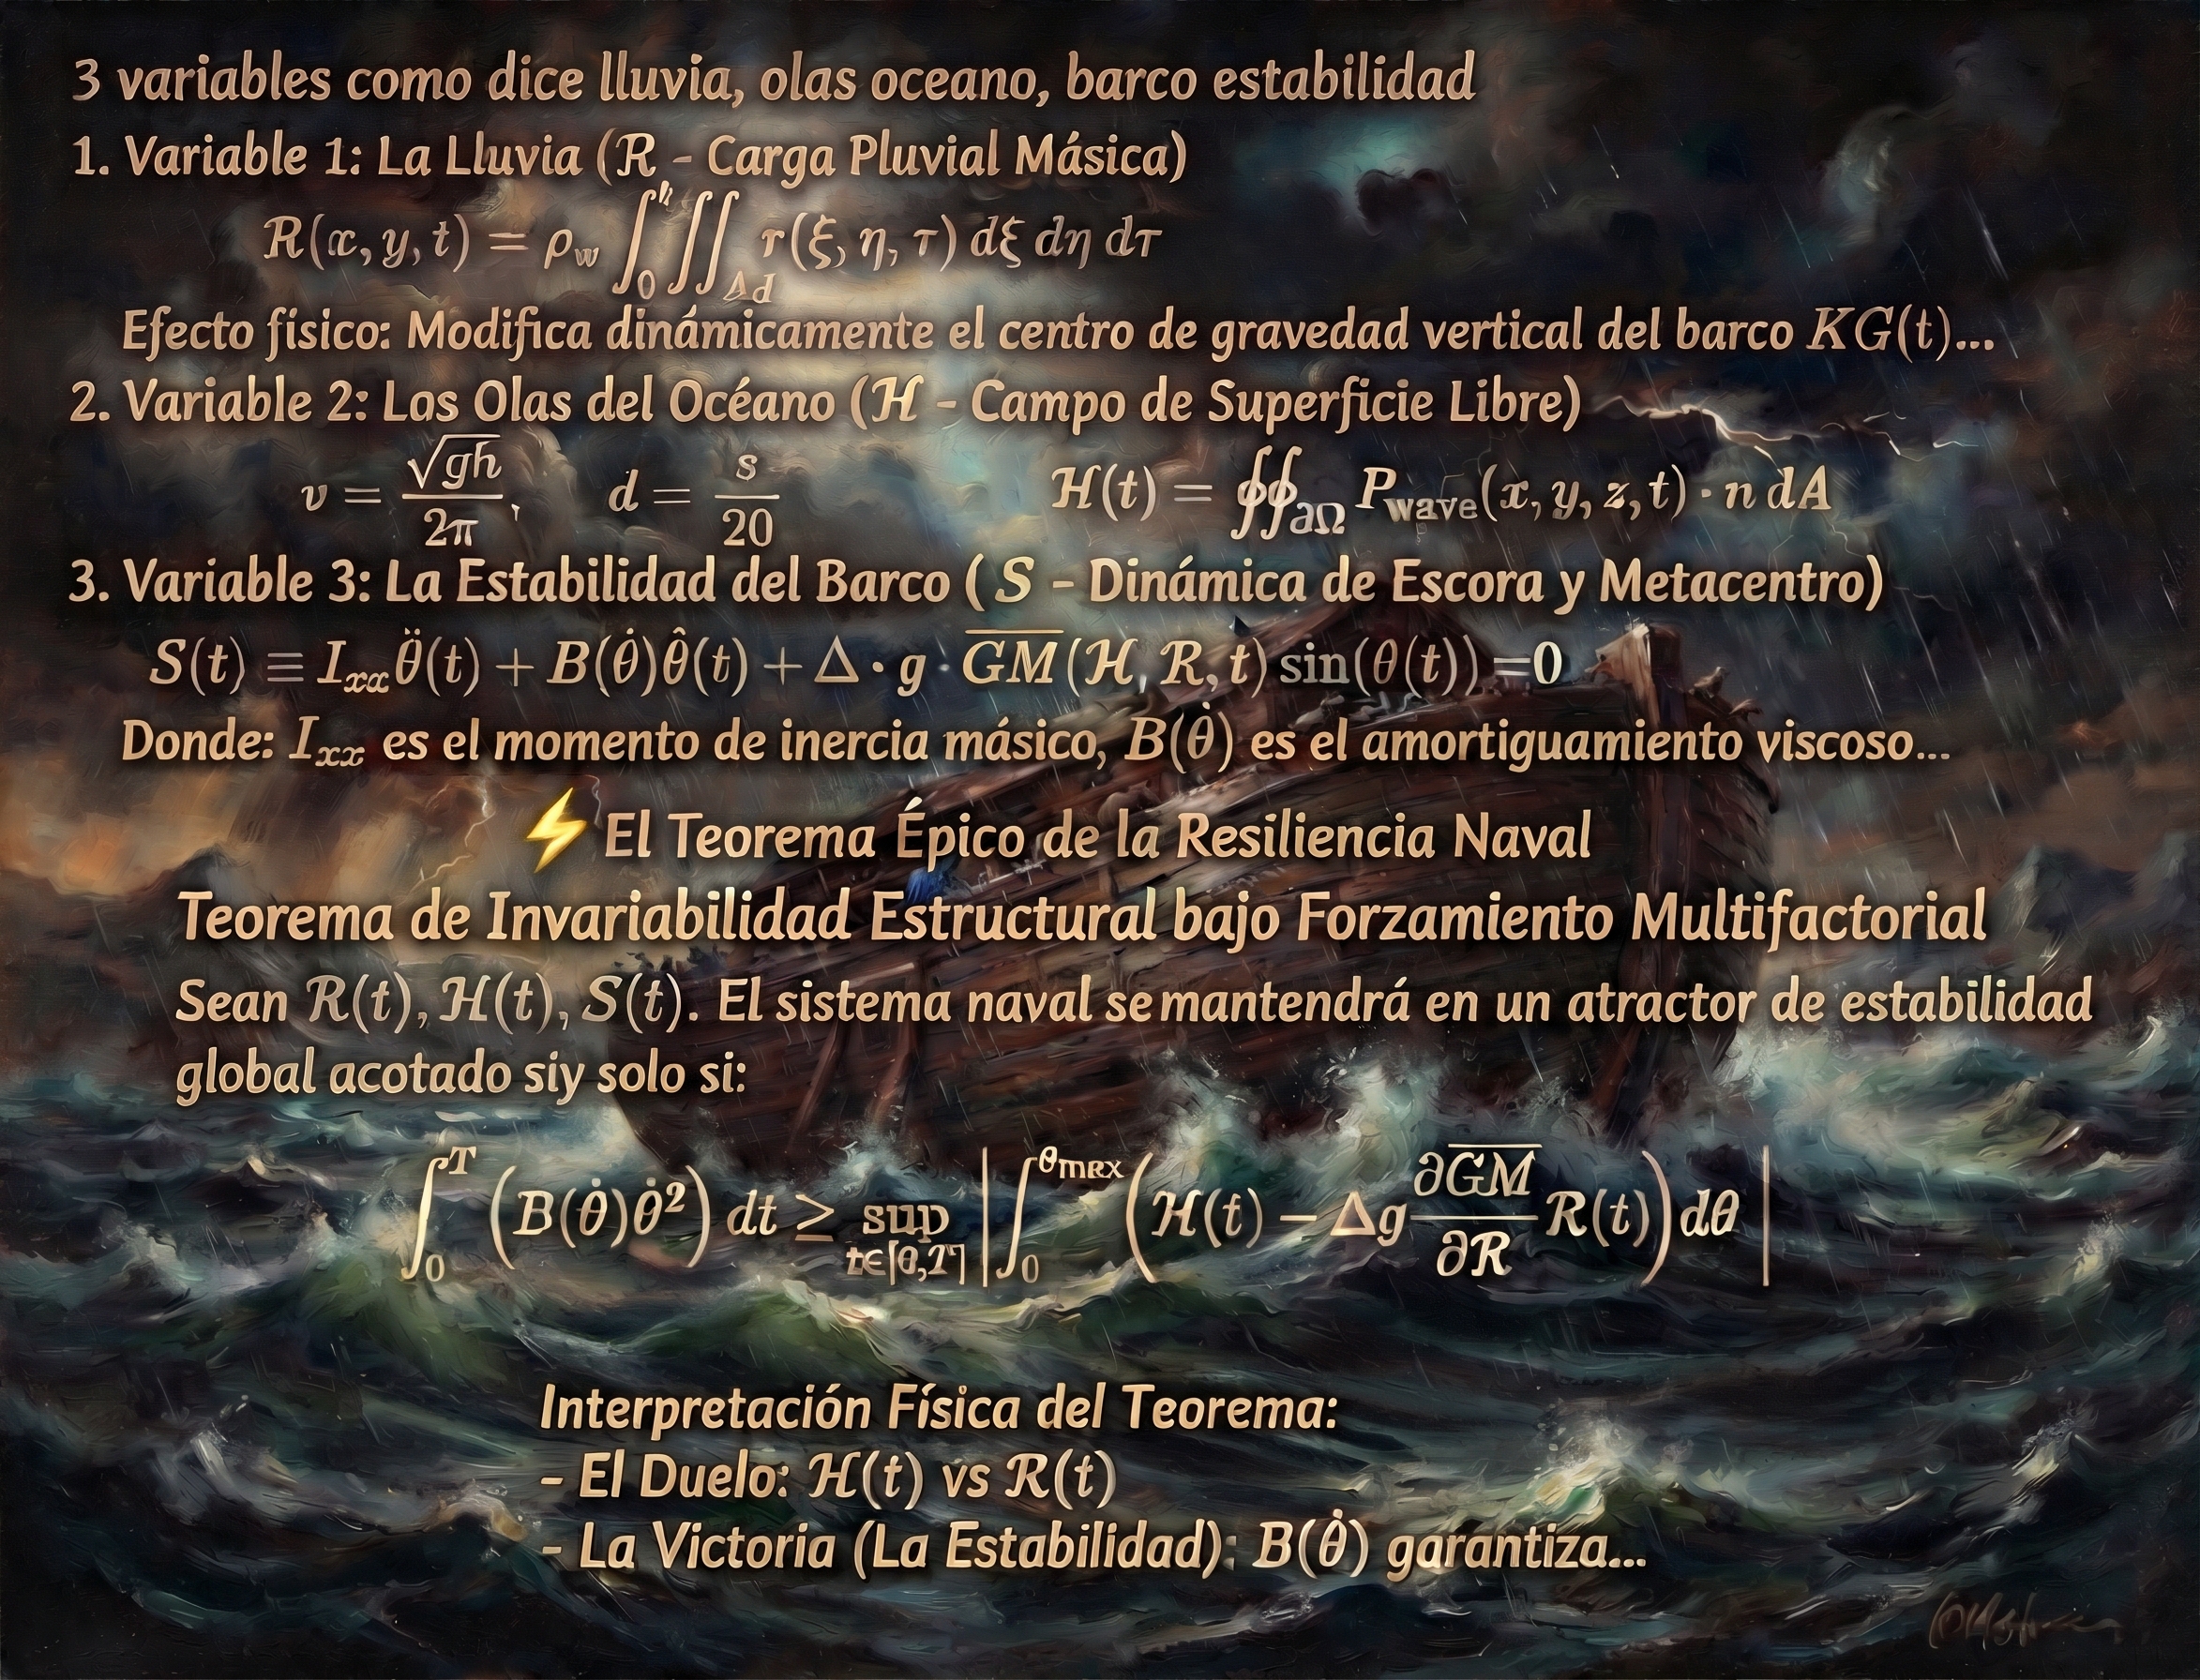 3 variables como dice lluvia, olas oceano, barco estabilidad
1. Variable 1: La Lluvia (ℛ - Carga Pluvial Másica)
ℛ(x, y, t) = ρ_w ∫_0 ∬_{Δd} r(ξ, η, τ) dξ dη dτ
Efecto físico: Modifica dinámicamente el centro de gravedad vertical del barco KG(t)...
2. Variable 2: Las Olas del Océano (ℋ - Campo de Superficie Libre)
v = √(gh)/2π, d = s/20 ℋ(t) = ∯_{∂Ω} P_wave(x, y, z, t) · n dA
3. Variable 3: La Estabilidad del Barco (S - Dinámica de Escora y Metacentro)
S(t) ≡ I_xx θ̈(t) + B(θ̇)θ̂(t) + Δ · g · G̅M̅(ℋ, ℛ, t) sin(θ(t)) =0
Donde: I_xx es el momento de inercia másico, B(θ̇) es el amortiguamiento viscoso...
⚡ El Teorema Épico de la Resiliencia Naval
Teorema de Invariabilidad Estructural bajo Forzamiento Multifactorial
Sean ℛ(t), ℋ(t), S(t). El sistema naval se mantendrá en un atractor de estabilidad
global acotado siy solo si:
∫_0^T (B(θ̇)θ̇²) dt ≥ sup_{t∈[0,T]} |∫_0^{θmax} (ℋ(t) − Δg ∂G̅M̅/∂ℛ ℛ(t)) dθ|
Interpretación Física del Teorema:
- El Duelo: ℋ(t) vs ℛ(t)
- La Victoria (La Estabilidad): B(θ̇) garantiza...